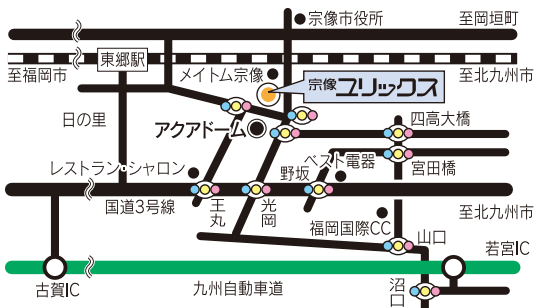 宗像市役所
至岡垣町
東郷駅
至福岡市
メイトム宗像
宗像ユリックス
至北九州市
日の里
アクアドーム
四高大橋
レストラン・シャロン
野坂
ベスト電器
宮田橋
国道3号線
王丸
光岡
福岡国際CC
至北九州市
山口
若宮IC
古賀IC
九州自動車道
沼口